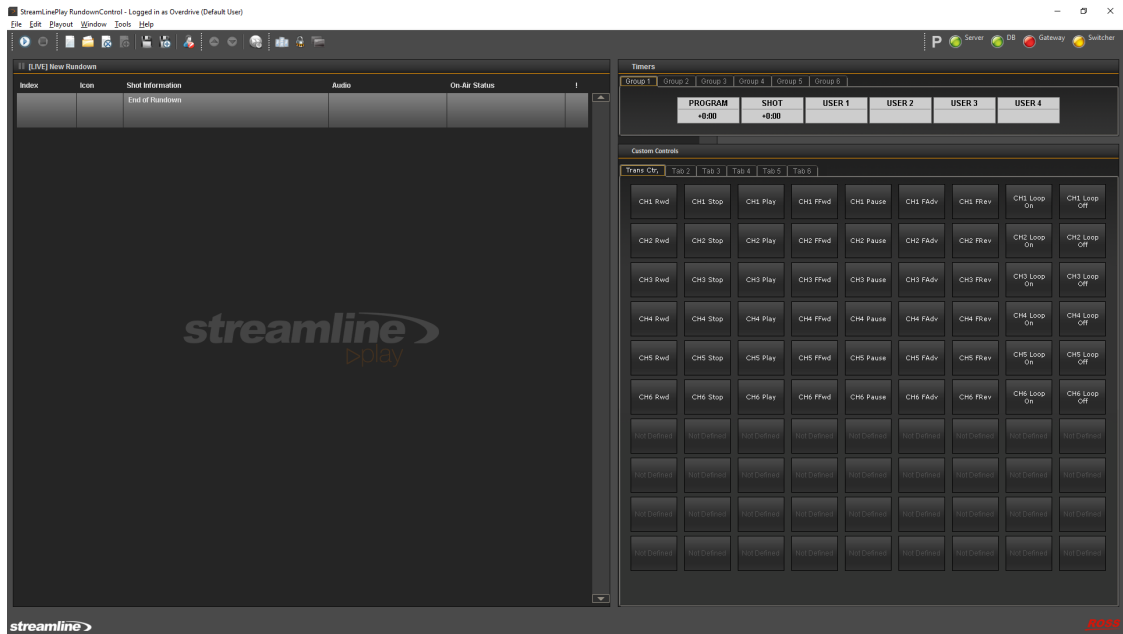 StreamLinePlay RundownControl - Logged in as Overdrive (Default User)
File Edit Playout Window Tools Help
P Server DB Gateway Switcher
[LIVE] New Rundown
Index Icon Shot Information Audio On-Air Status !
End of Rundown
streamline
play
Timers
Group 1 Group 2 Group 3 Group 4 Group 5 Group 6
PROGRAM SHOT USER 1 USER 2 USER 3 USER 4
+0:00 +0:00
Custom Controls
Trans Ctr, Tab 2 Tab 3 Tab 4 Tab 5 Tab 6
CH1 Rwd CH1 Stop CH1 Play CH1 FFwd CH1 Pause CH1 FAdv CH1 FRev CH1 Loop On CH1 Loop Off
CH2 Rwd CH2 Stop CH2 Play CH2 FFwd CH2 Pause CH2 FAdv CH2 FRev CH2 Loop On CH2 Loop Off
CH3 Rwd CH3 Stop CH3 Play CH3 FFwd CH3 Pause CH3 FAdv CH3 FRev CH3 Loop On CH3 Loop Off
CH4 Rwd CH4 Stop CH4 Play CH4 FFwd CH4 Pause CH4 FAdv CH4 FRev CH4 Loop On CH4 Loop Off
CH5 Rwd CH5 Stop CH5 Play CH5 FFwd CH5 Pause CH5 FAdv CH5 FRev CH5 Loop On CH5 Loop Off
CH6 Rwd CH6 Stop CH6 Play CH6 FFwd CH6 Pause CH6 FAdv CH6 FRev CH6 Loop On CH6 Loop Off
Not Defined Not Defined Not Defined Not Defined Not Defined Not Defined Not Defined Not Defined Not Defined
Not Defined Not Defined Not Defined Not Defined Not Defined Not Defined Not Defined Not Defined Not Defined
Not Defined Not Defined Not Defined Not Defined Not Defined Not Defined Not Defined Not Defined Not Defined
Not Defined Not Defined Not Defined Not Defined Not Defined Not Defined Not Defined Not Defined Not Defined
streamline
ROSS